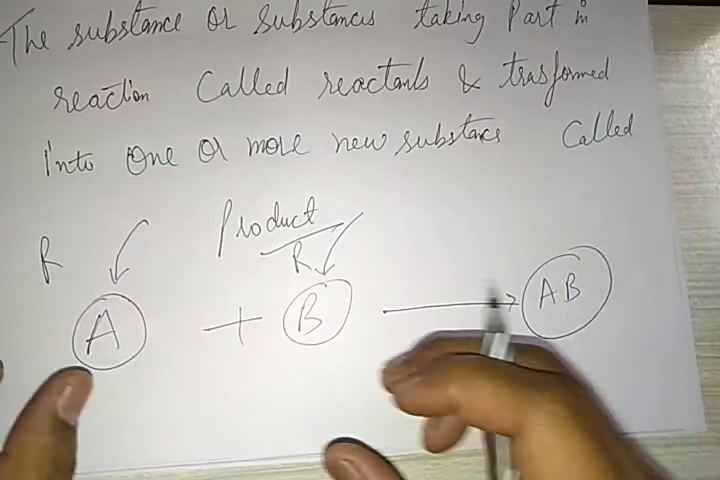 The substance or substances taking Part in
reaction Called reactants & trasformed
into one or more new substance Called
Product
R R
A + B → AB